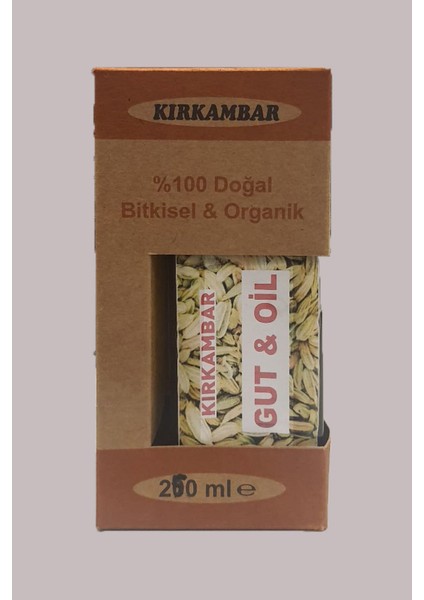 KIRKAMBAR
%100 Doğal
Bitkisel & Organik
KIRKAMBAR
GUT & OİL
250 ml e